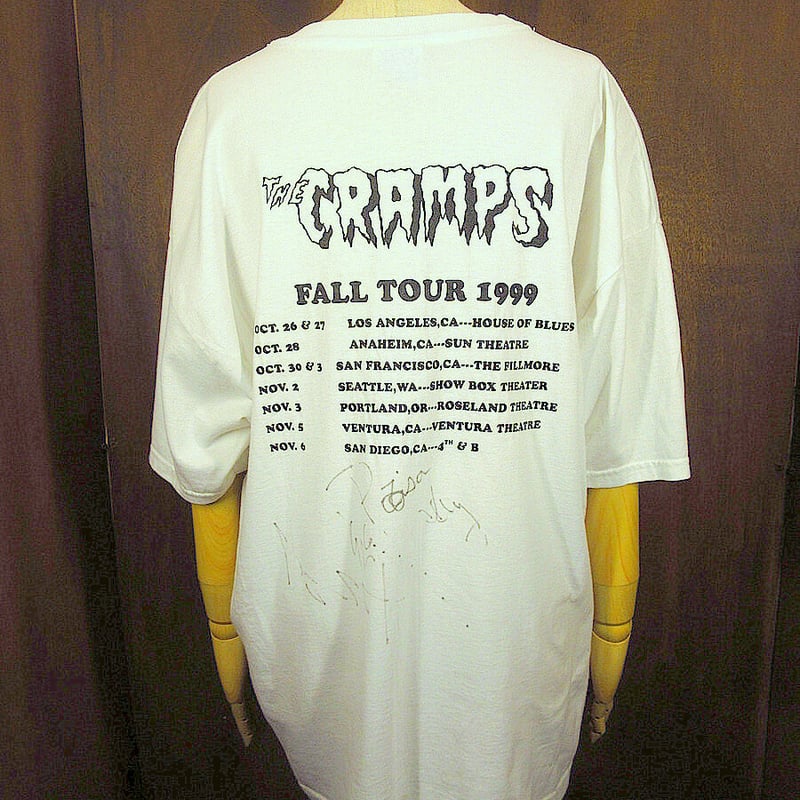 THE CRAMPS
FALL TOUR 1999
OCT. 26 & 27 LOS ANGELES,CA---HOUSE OF BLUES
OCT. 28 ANAHEIM,CA---SUN THEATRE
OCT. 30 & 3 SAN FRANCISCO,CA---THE FILLMORE
NOV. 2 SEATTLE,WA---SHOW BOX THEATER
NOV. 3 PORTLAND,OR---ROSELAND THEATRE
NOV. 5 VENTURA,CA---VENTURA THEATRE
NOV. 6 SAN DIEGO,CA---4TH & B